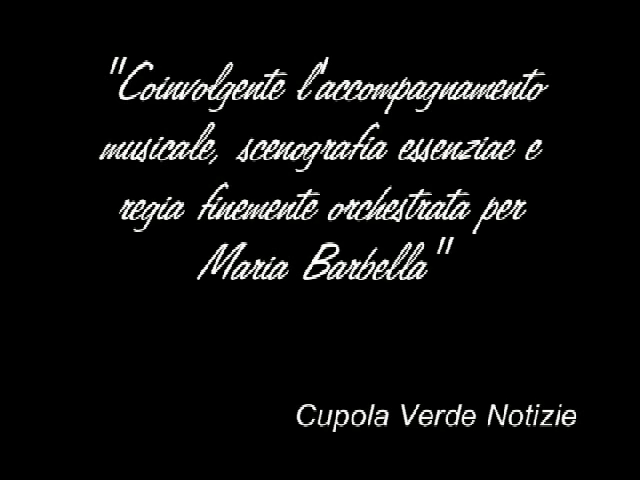 "Coinvolgente l'accompagnamento
musicale, scenografia essenziae e
regia finemente orchestrata per
Maria Barbella"
Cupola Verde Notizie